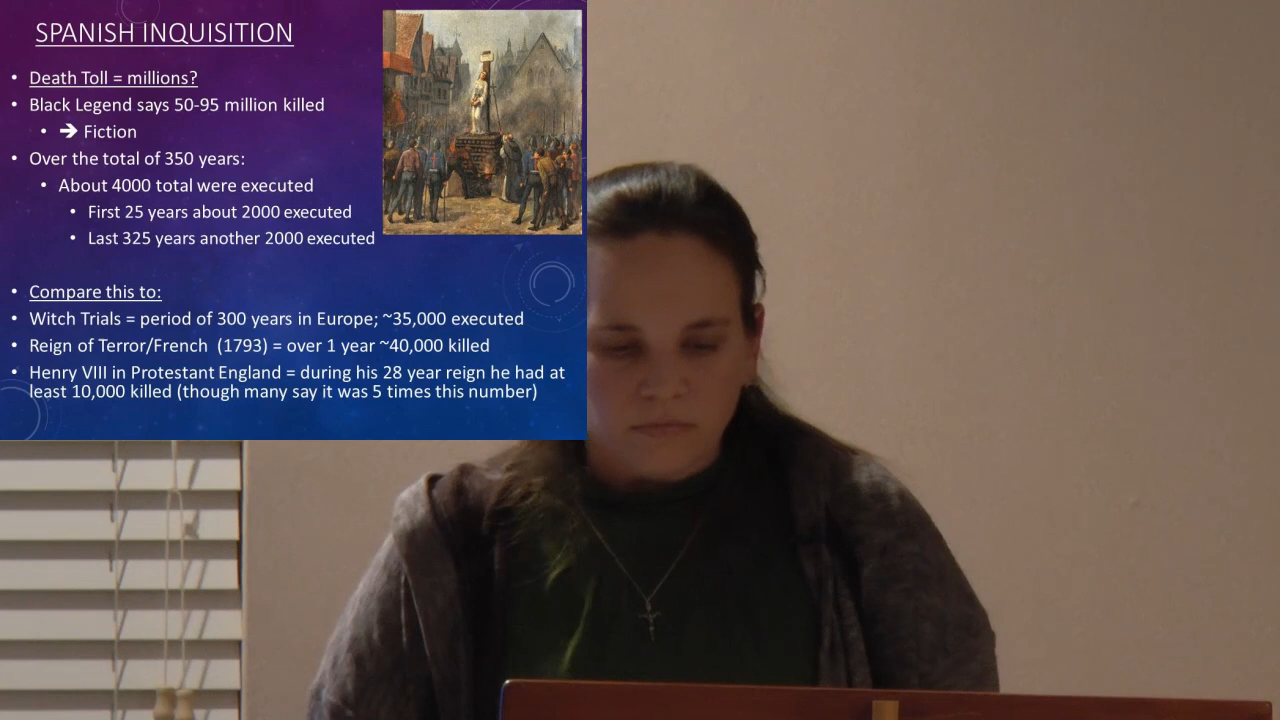 SPANISH INQUISITION
• Death Toll = millions?
• Black Legend says 50-95 million killed
• ➔ Fiction
• Over the total of 350 years:
• About 4000 total were executed
• First 25 years about 2000 executed
• Last 325 years another 2000 executed
• Compare this to:
• Witch Trials = period of 300 years in Europe; ~35,000 executed
• Reign of Terror/French (1793) = over 1 year ~40,000 killed
• Henry VIII in Protestant England = during his 28 year reign he had at
least 10,000 killed (though many say it was 5 times this number)